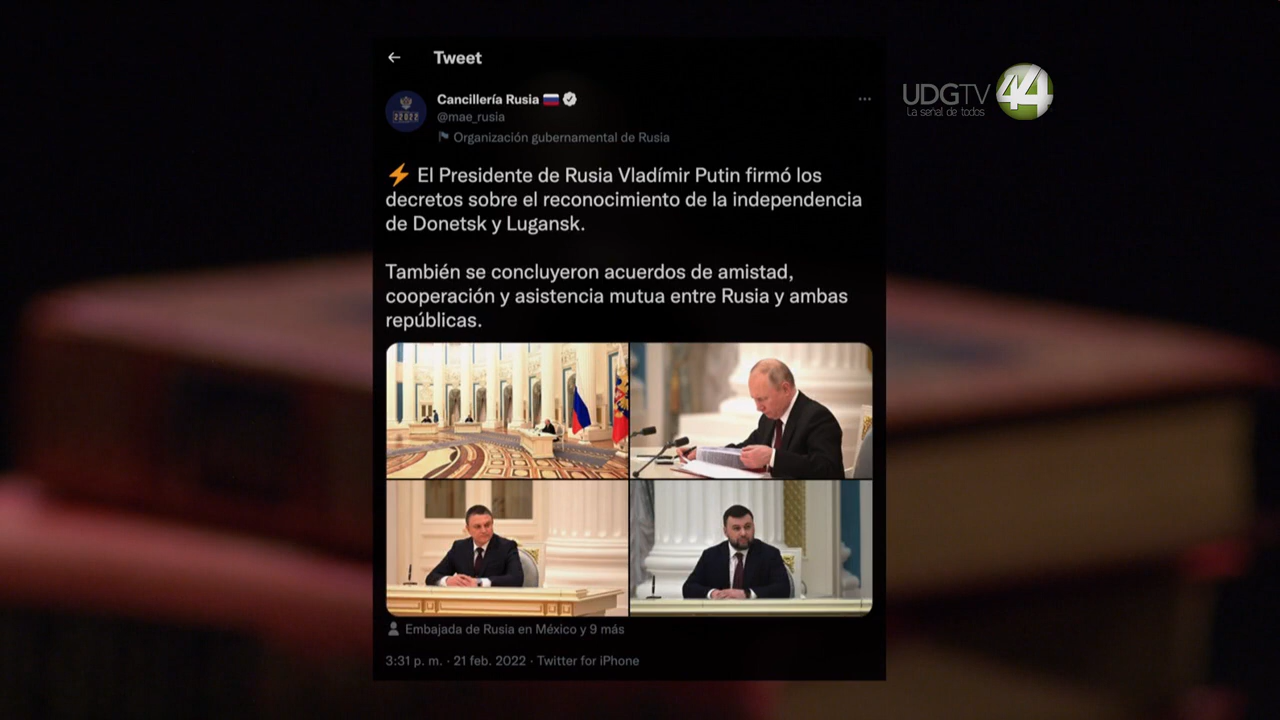 Tweet
Cancillería Rusia
@mae_rusia
Organización gubernamental de Rusia
El Presidente de Rusia Vladímir Putin firmó los
decretos sobre el reconocimiento de la independencia
de Donetsk y Lugansk.
También se concluyeron acuerdos de amistad,
cooperación y asistencia mutua entre Rusia y ambas
repúblicas.
Embajada de Rusia en México y 9 más
3:31 p. m. · 21 feb. 2022 · Twitter for iPhone
UDGTV 44
La señal de todos